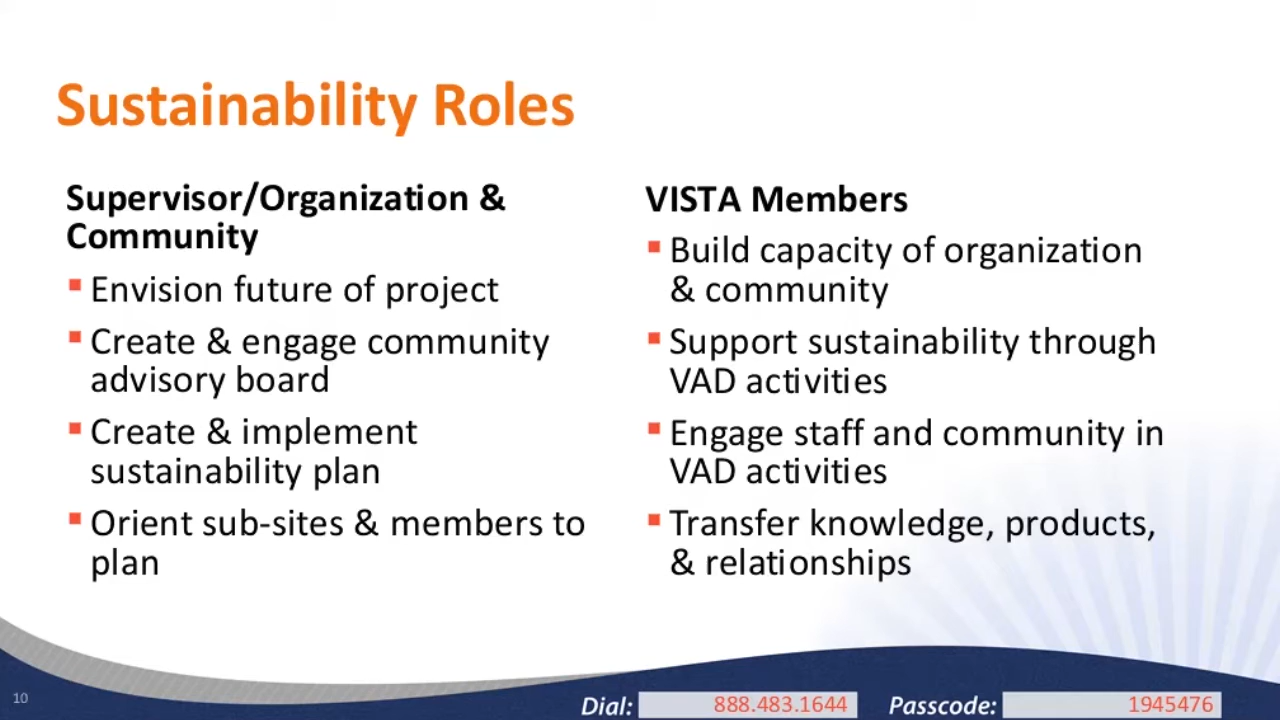 Sustainability Roles
Supervisor/Organization &
Community
Envision future of project
Create & engage community
advisory board
Create & implement
sustainability plan
Orient sub-sites & members to
plan
VISTA Members
Build capacity of organization
& community
Support sustainability through
VAD activities
Engage staff and community in
VAD activities
Transfer knowledge, products,
& relationships
10
Dial: 888.483.1644 Passcode: 1945476